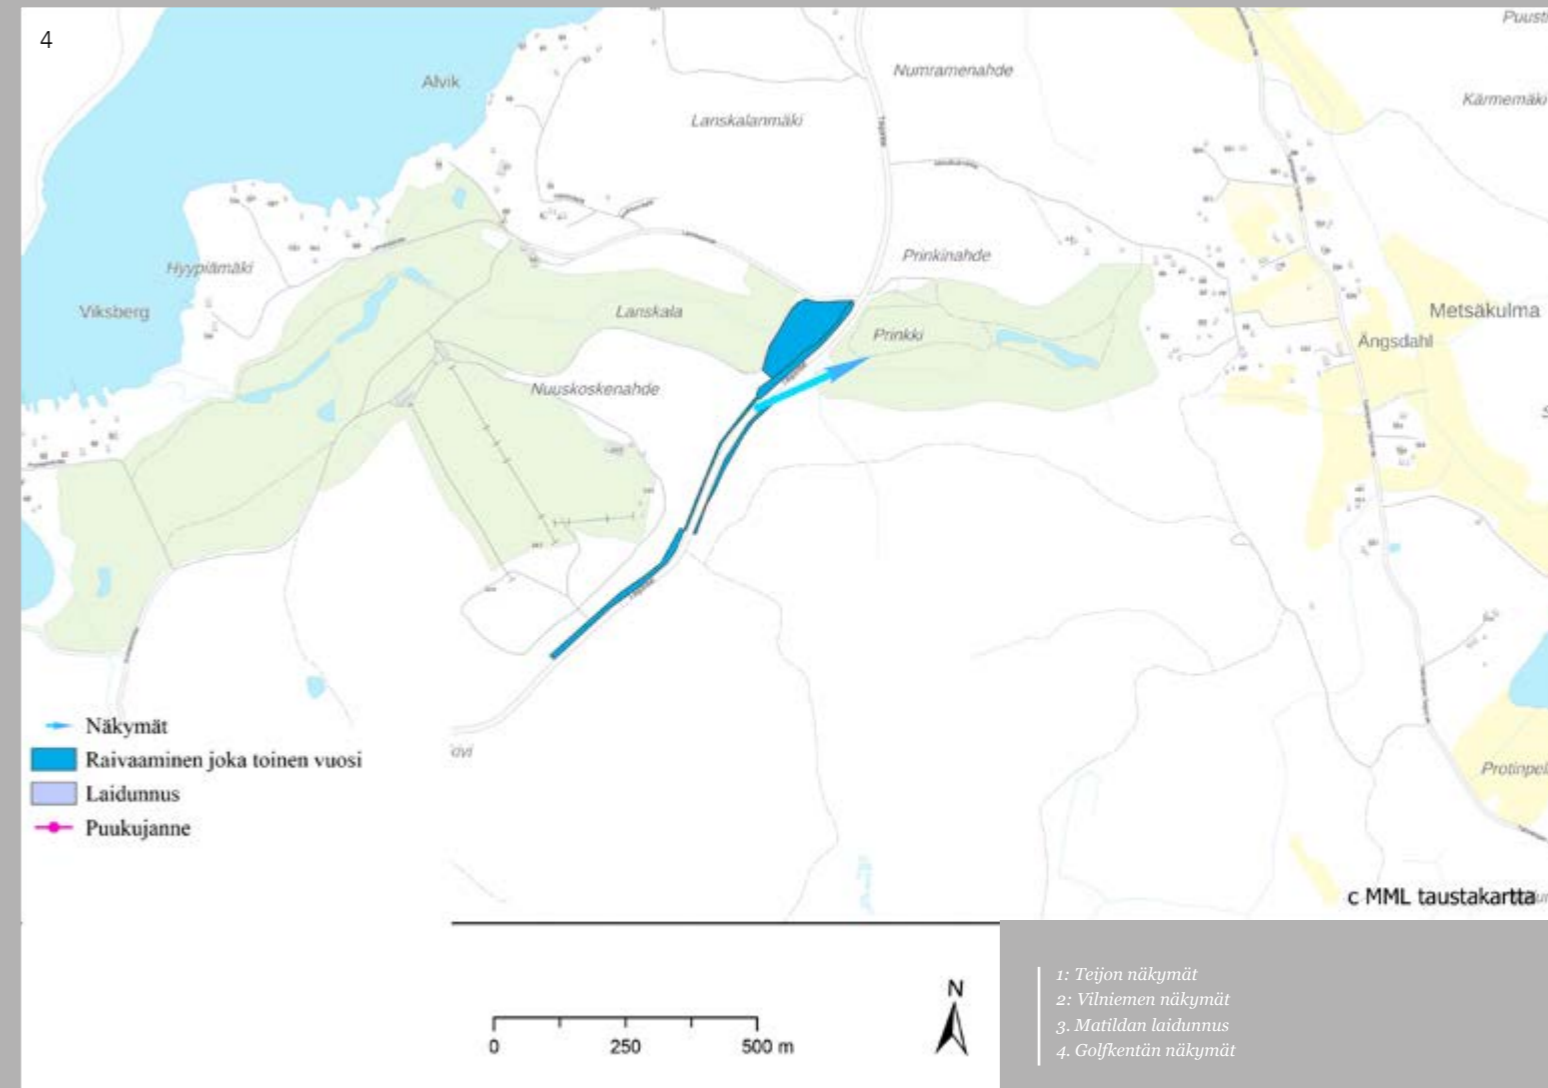 4
Puusti
Alvik
Numramenahde
Kärmemäki
Lanskalanmäki
Prinkinahde
Hyypiämäki
Viksberg
Lanskala
Metsäkulma
Prinkki
Ängsdahl
Nuuskoskenahde
Näkymät
Raivaaminen joka toinen vuosi
Laidunnus
Puukujanne
Protinpel
c MML taustakartta
N
0 250 500 m
1: Teijon näkymät
2: Vilniemen näkymät
3. Matildan laidunnus
4. Golfkentän näkymät